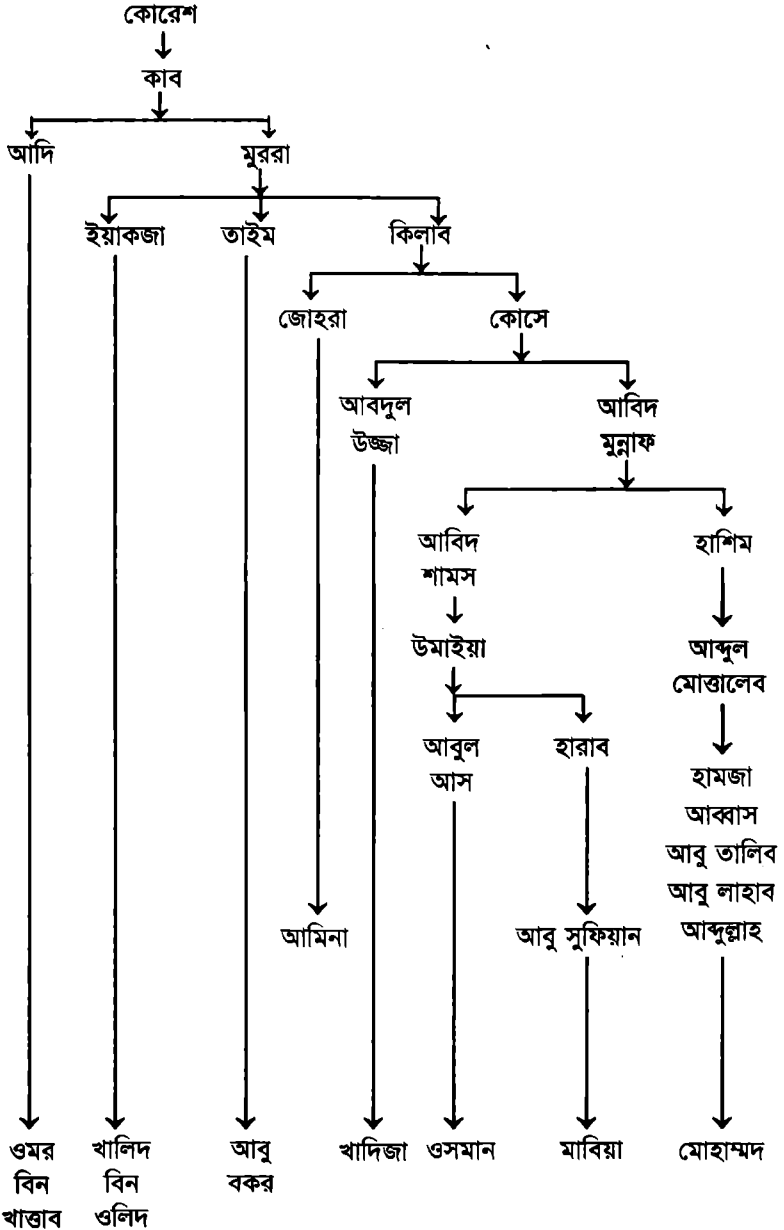 কোরেশ
কাব
আদি মুররা
ইয়াকজা তাইম কিলাব
জোহরা কোসে
আবদুল
উজ্জা
আবিদ
মুন্নাফ
আবিদ
শামস
হাশিম
উমাইয়া
আব্দুল
মোত্তালেব
আবুল
আস
হারাব
হামজা
আব্বাস
আবু তালিব
আবু লাহাব
আব্দুল্লাহ
আমিনা
আবু সুফিয়ান
ওমর
বিন
খাত্তাব
খালিদ
বিন
ওলিদ
আবু
বকর
খাদিজা
ওসমান
মাবিয়া
মোহাম্মদ